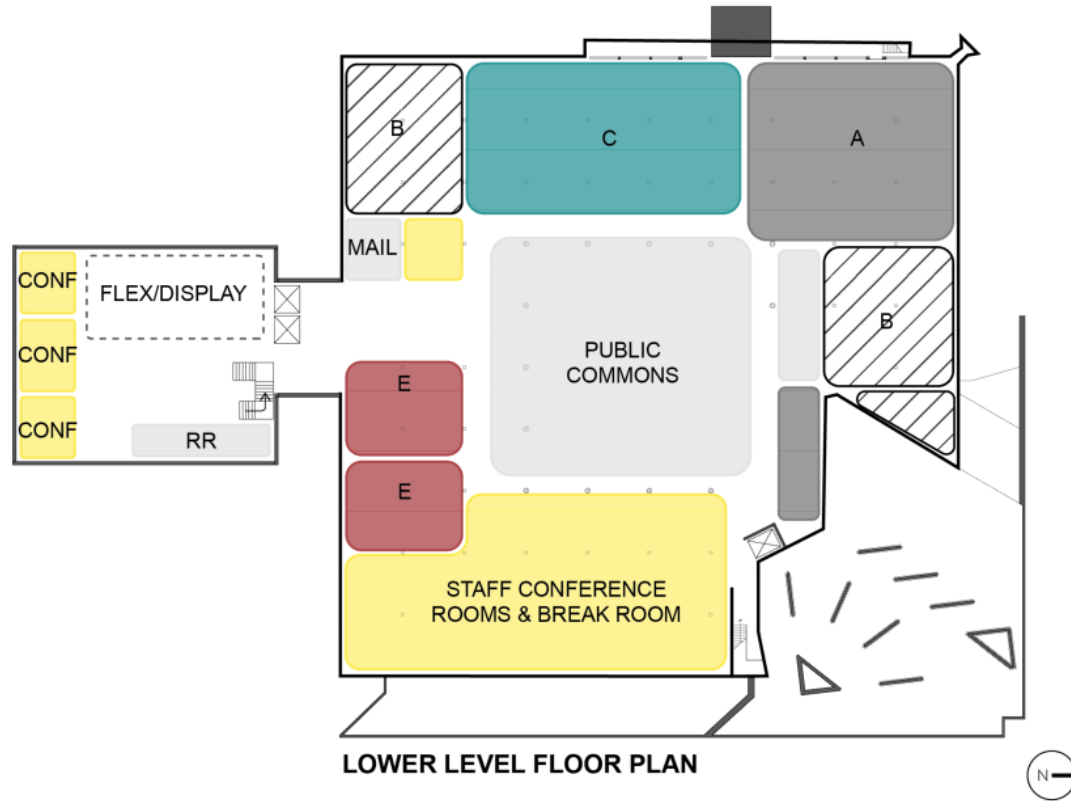 B
C
A
MAIL
CONF
FLEX/DISPLAY
B
CONF
PUBLIC
COMMONS
E
CONF
RR
E
STAFF CONFERENCE
ROOMS & BREAK ROOM
LOWER LEVEL FLOOR PLAN
N